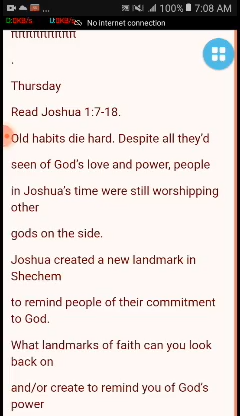 D:0KB/s U:0KB/s No internet connection
100% 7:08 AM
.
Thursday
Read Joshua 1:7-18.
Old habits die hard. Despite all they'd
seen of God's love and power, people
in Joshua's time were still worshipping
other
gods on the side.
Joshua created a new landmark in
Shechem
to remind people of their commitment
to God.
What landmarks of faith can you look
back on
and/or create to remind you of God's
power